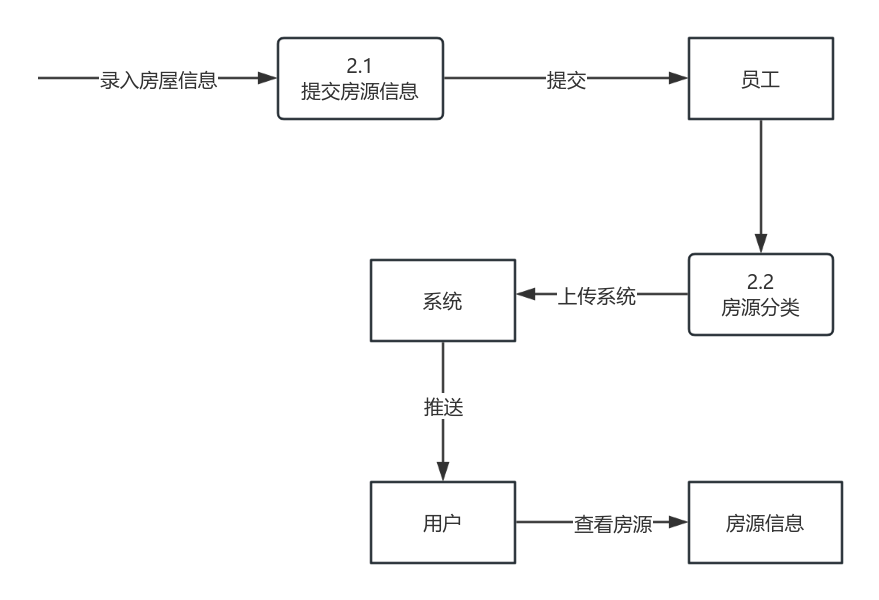 录入房屋信息
2.1
提交房源信息
提交
员工
系统
上传系统
2.2
房源分类
推送
用户
查看房源
房源信息